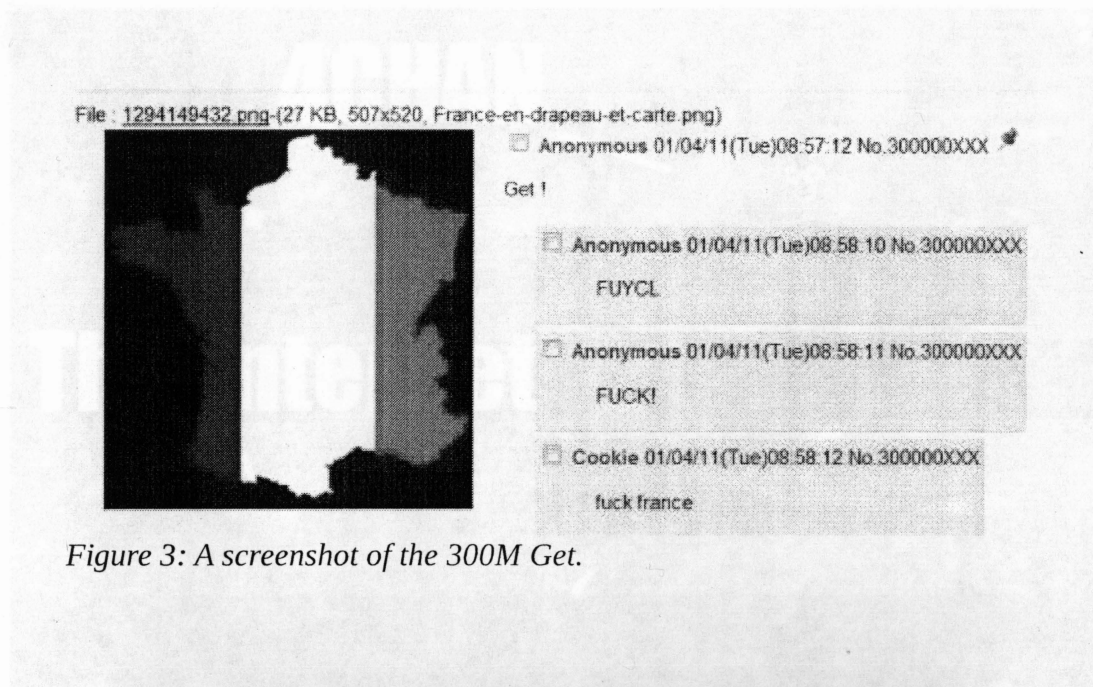 File : 1294149432.png-(27 KB, 507x520, France-en-drapeau-et-carte.png)
Anonymous 01/04/11(Tue)08:57:12 No.300000XXX
Get !
Anonymous 01/04/11(Tue)08:58:10 No.300000XXX
FUYCL
Anonymous 01/04/11(Tue)08:58:11 No.300000XXX
FUCK!
Cookie 01/04/11(Tue)08:58:12 No.300000XXX
fuck france
Figure 3: A screenshot of the 300M Get.